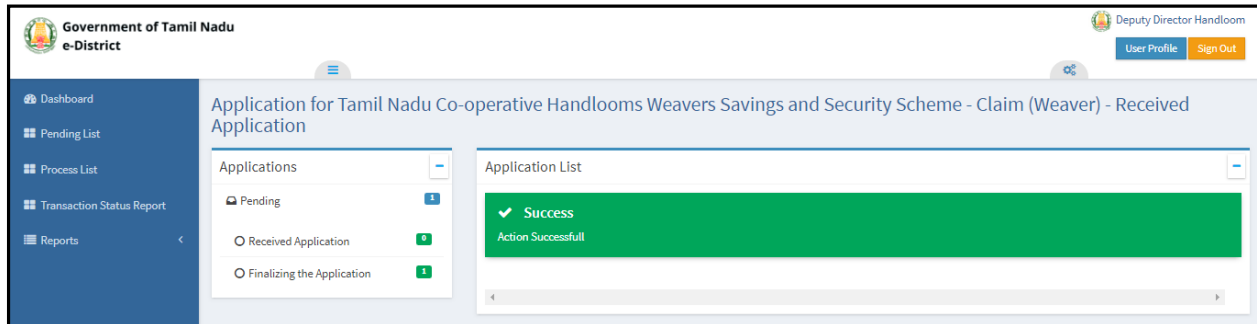 Government of Tamil Nadu
e-District
Deputy Director Handloom
User Profile
Sign Out
Dashboard
Pending List
Process List
Transaction Status Report
Reports
Application for Tamil Nadu Co-operative Handlooms Weavers Savings and Security Scheme - Claim (Weaver) - Received
Application
Applications
Pending 1
Received Application 0
Finalizing the Application 1
Application List
Success
Action Successfull